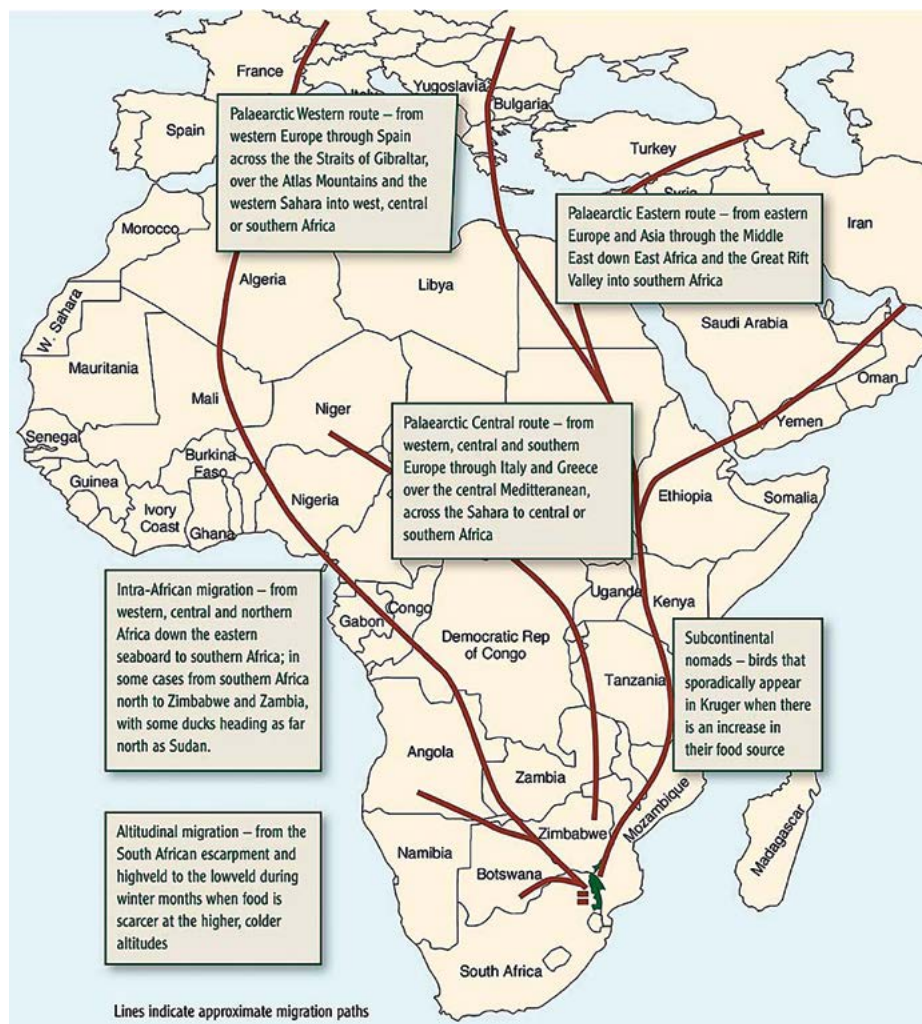 France
Yugoslavia
Bulgaria
Spain
Turkey
Syria
Iran
Palaearctic Western route – from
western Europe through Spain
across the the Straits of Gibraltar,
over the Atlas Mountains and the
western Sahara into west, central
or southern Africa
Palaearctic Eastern route – from eastern
Europe and Asia through the Middle
East down East Africa and the Great Rift
Valley into southern Africa
Morocco
Algeria
Libya
Saudi Arabia
W. Sahara
Oman
Mauritania
Mali
Niger
Yemen
Palaearctic Central route – from
western, central and southern
Europe through Italy and Greece
over the central Meditteranean,
across the Sahara to central or
southern Africa
Senegal
Burkina
Faso
Guinea
Nigeria
Ethiopia
Somalia
Ivory
Coast
Ghana
Intra-African migration – from
western, central and northern
Africa down the eastern
seaboard to southern Africa; in
some cases from southern Africa
north to Zimbabwe and Zambia,
with some ducks heading as far
north as Sudan.
Uganda
Kenya
Congo
Gabon
Democratic Rep
of Congo
Tanzania
Subcontinental
nomads – birds that
sporadically appear
in Kruger when there
is an increase in
their food source
Angola
Zambia
Mozambique
Madagascar
Zimbabwe
Altitudinal migration – from the
South African escarpment and
highveld to the lowveld during
winter months when food is
scarcer at the higher, colder
altitudes
Namibia
Botswana
South Africa
Lines indicate approximate migration paths